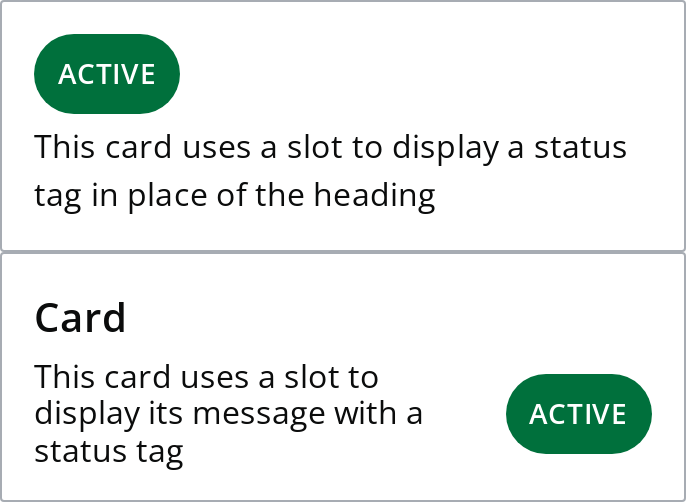 ACTIVE
This card uses a slot to display a status
tag in place of the heading
Card
This card uses a slot to
display its message with a
status tag
ACTIVE